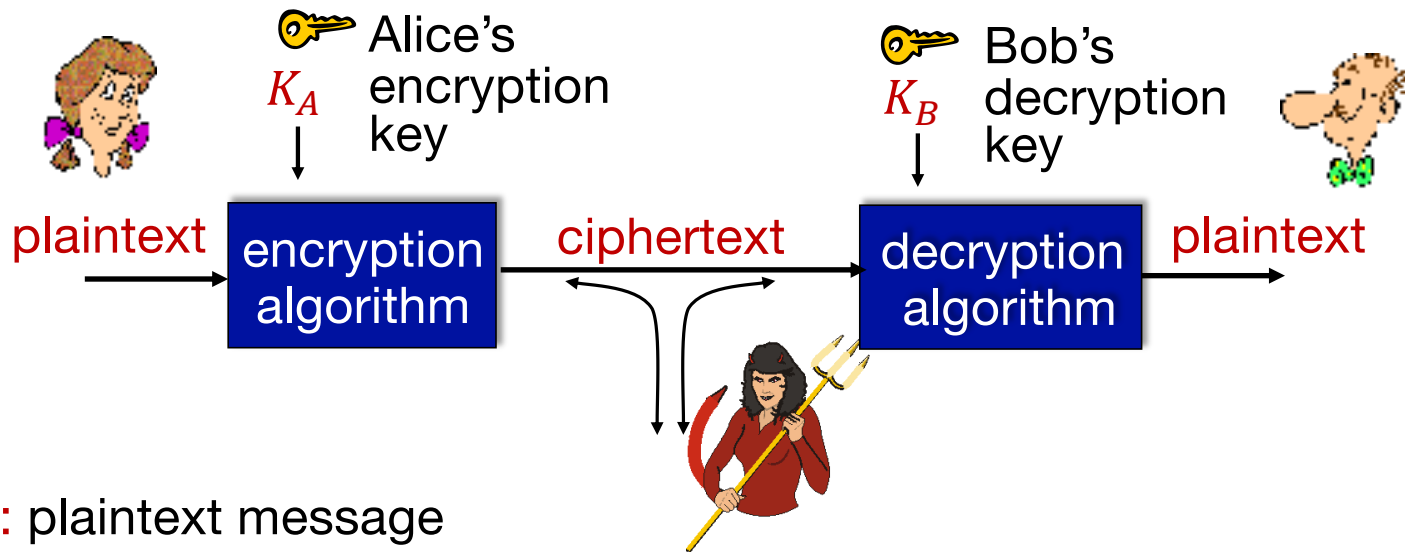 Alice's
encryption
key
K_A
Bob's
decryption
key
K_B
plaintext
encryption
algorithm
ciphertext
decryption
algorithm
plaintext
: plaintext message